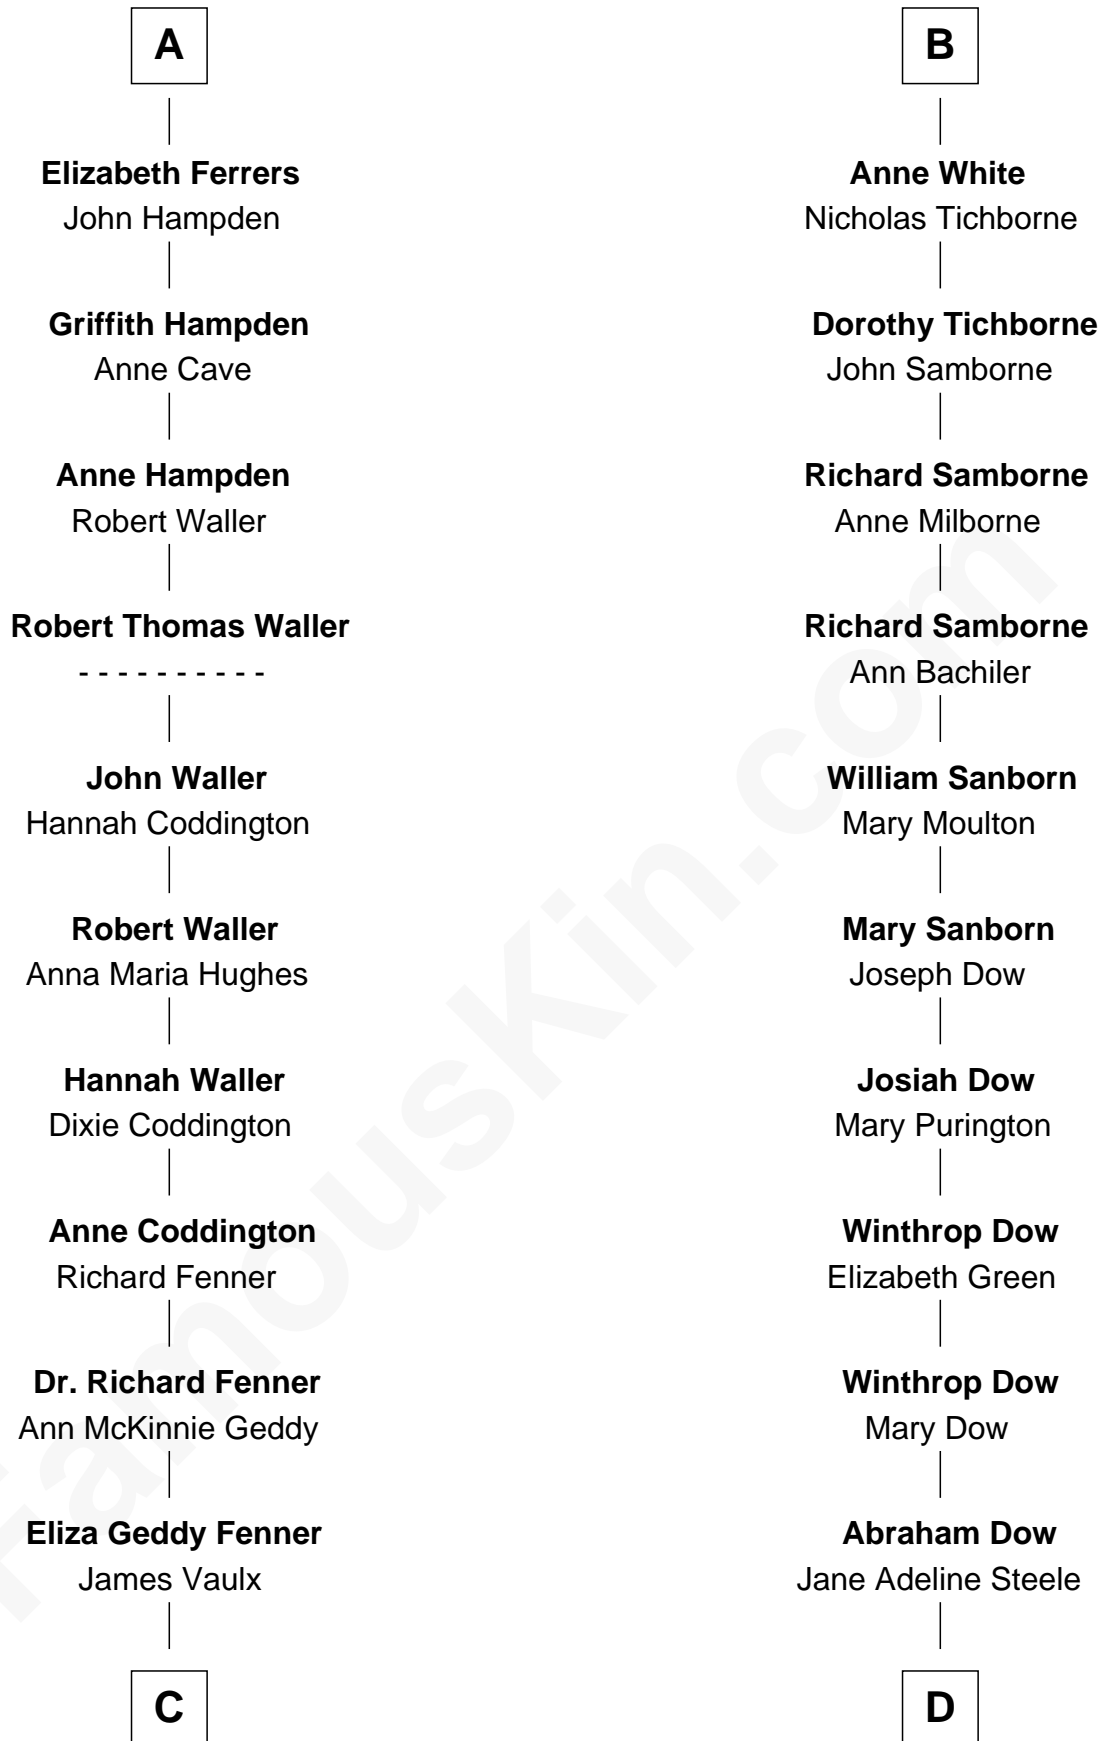 A
Elizabeth Ferrers
John Hampden
Griffith Hampden
Anne Cave
Anne Hampden
Robert Waller
Robert Thomas Waller
- - - - - - - - - -
John Waller
Hannah Coddington
Robert Waller
Anna Maria Hughes
Hannah Waller
Dixie Coddington
Anne Coddington
Richard Fenner
Dr. Richard Fenner
Ann McKinnie Geddy
Eliza Geddy Fenner
James Vaulx
C
B
Anne White
Nicholas Tichborne
Dorothy Tichborne
John Samborne
Richard Samborne
Anne Milborne
Richard Samborne
Ann Bachiler
William Sanborn
Mary Moulton
Mary Sanborn
Joseph Dow
Josiah Dow
Mary Purington
Winthrop Dow
Elizabeth Green
Winthrop Dow
Mary Dow
Abraham Dow
Jane Adeline Steele
D
FamousKin.com